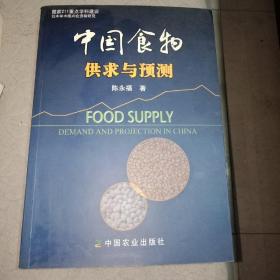 国家211重点学科建设
中国食物
供求与预测
陈永福 著
FOOD SUPPLY
DEMAND AND PROJECTION IN CHINA
中国农业出版社